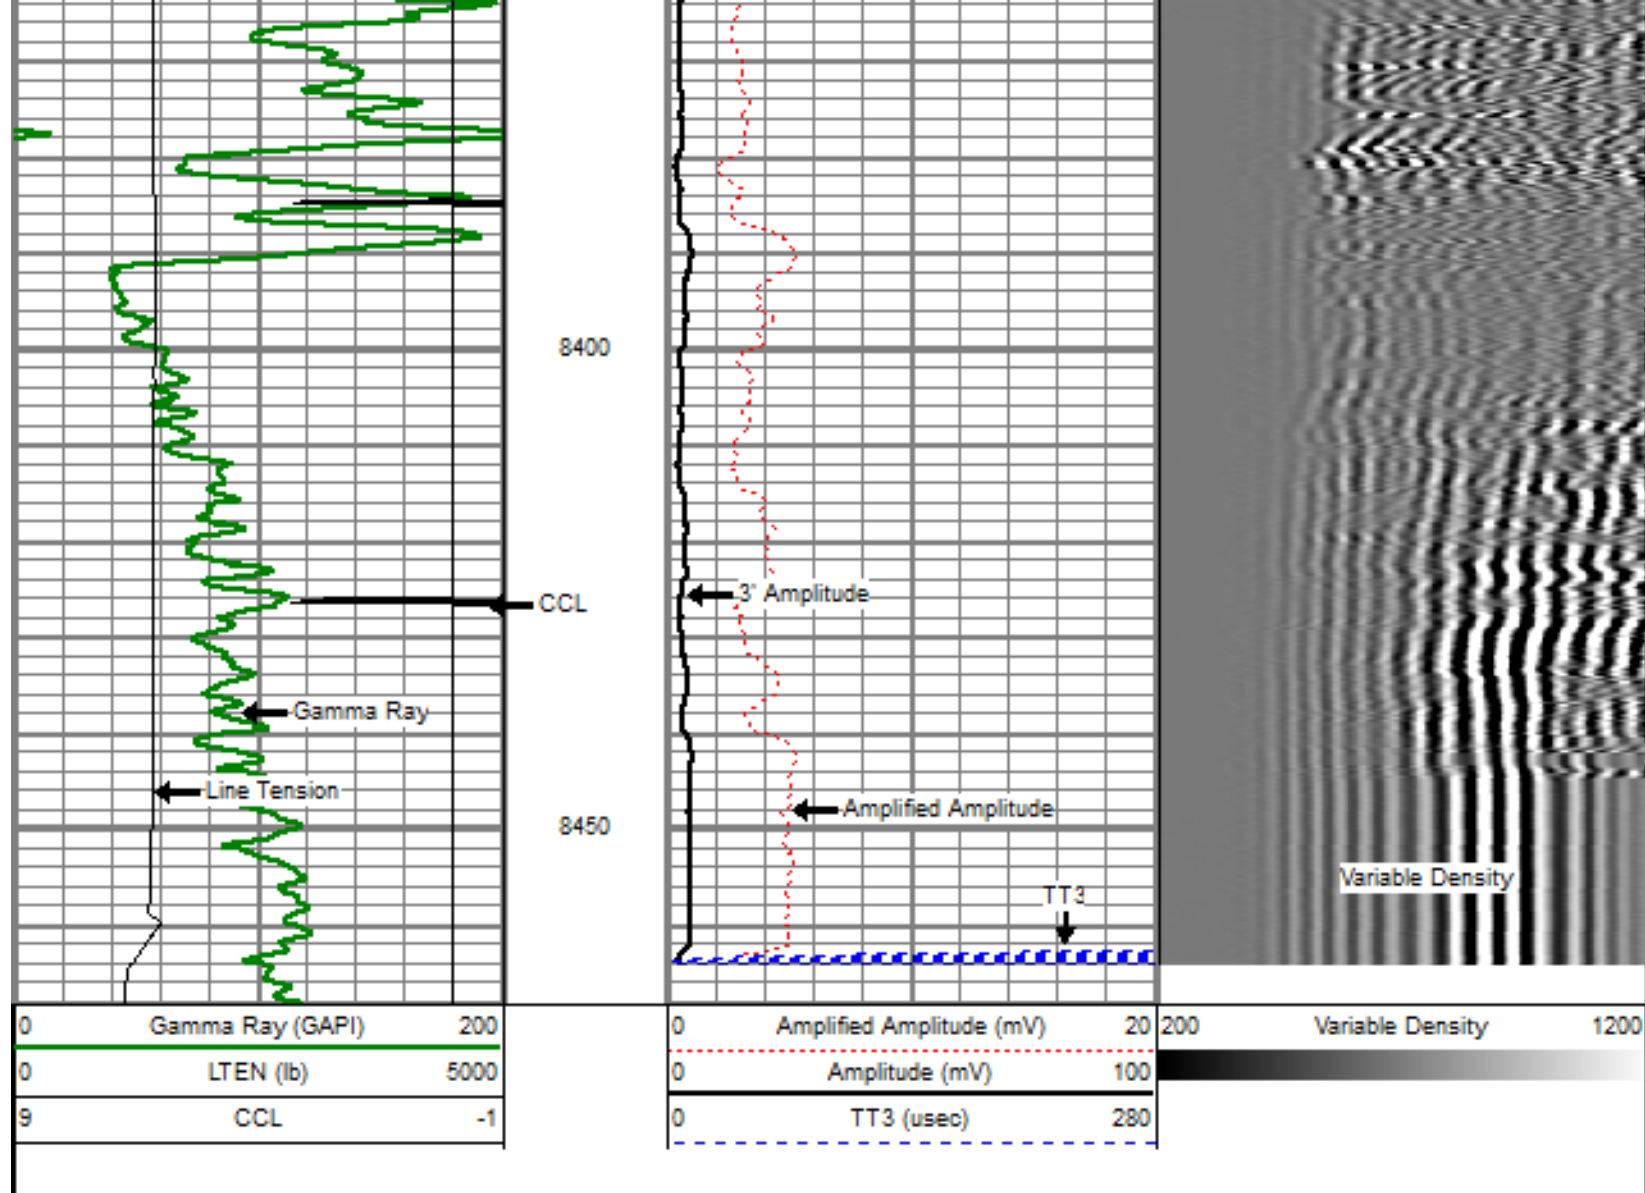 8400
3' Amplitude
CCL
Gamma Ray
Line Tension
Amplified Amplitude
8450
Variable Density
TT3
0 Gamma Ray (GAPI) 200
0 LTEN (lb) 5000
9 CCL -1
0 Amplified Amplitude (mV) 20
0 Amplitude (mV) 100
0 TT3 (usec) 280
200 Variable Density 1200